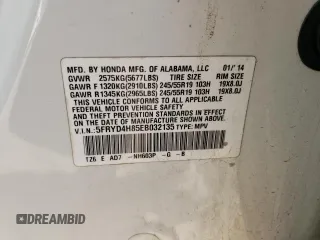 MFD. BY HONDA MFG. OF ALABAMA, LLC 01/'14
GVWR 2575KG(5677LBS) TIRE SIZE RIM SIZE
GAWR F 1320KG(2910LBS) 245/55R19 103H 19X8.0J
GAWR R 1345KG(2965LBS) 245/55R19 103H 19X8.0J
THIS VEHICLE CONFORMS TO ALL APPLICABLE
FEDERAL MOTOR VEHICLE SAFETY AND THEFT
PREVENTION STANDARDS IN EFFECT ON THE
DATE OF MANUFACTURE SHOWN ABOVE.
V.I.N.: 5FRYD4H85EB032135 TYPE: MPV
TZ6 E AD7 -NH603P -G -B
DREAMBID